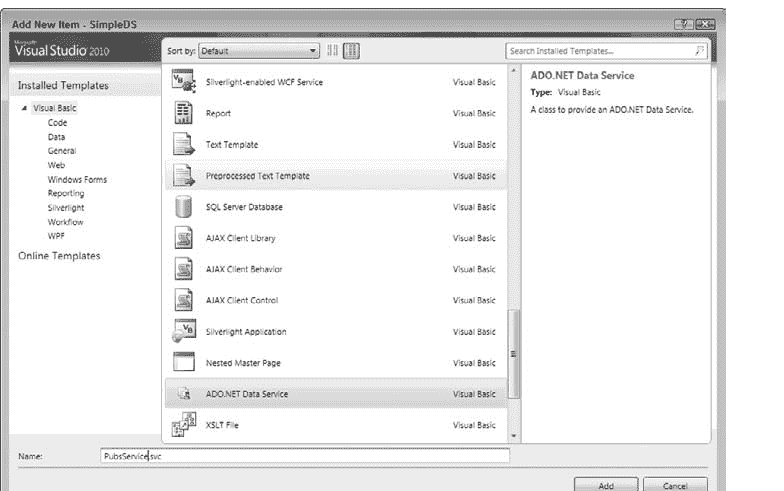 Add New Item - SimpleDS
Microsoft
Visual Studio 2010
Sort by: Default
Search Installed Templates...
Installed Templates
Visual Basic
Code
Data
General
Web
Windows Forms
Reporting
Silverlight
Workflow
WPF
Online Templates
Silverlight-enabled WCF Service Visual Basic
Report Visual Basic
Text Template Visual Basic
Preprocessed Text Template Visual Basic
SQL Server Database Visual Basic
AJAX Client Library Visual Basic
AJAX Client Behavior Visual Basic
AJAX Client Control Visual Basic
Silverlight Application Visual Basic
Nested Master Page Visual Basic
ADO.NET Data Service Visual Basic
XSLT File Visual Basic
ADO.NET Data Service
Type: Visual Basic
A class to provide an ADO.NET Data Service.
Name: PubsService.svc
Add Cancel